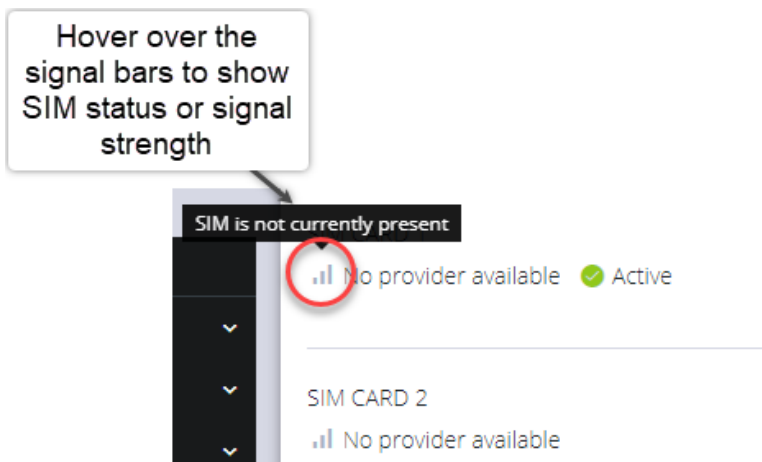 Hover over the
signal bars to show
SIM status or signal
strength
SIM is not currently present
No provider available Active
SIM CARD 2
No provider available